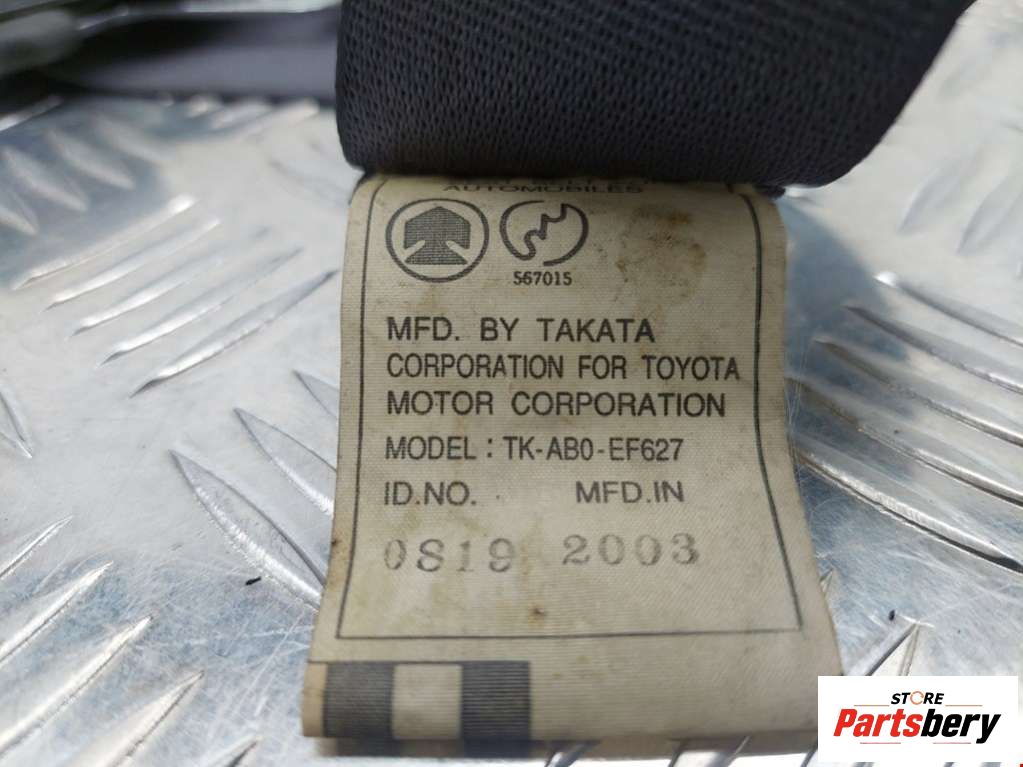 AUTOMOBILES
567015
MFD. BY TAKATA
CORPORATION FOR TOYOTA
MOTOR CORPORATION
MODEL : TK-AB0-EF627
ID.NO. MFD.IN
0S19 2003
STORE
Partsbery